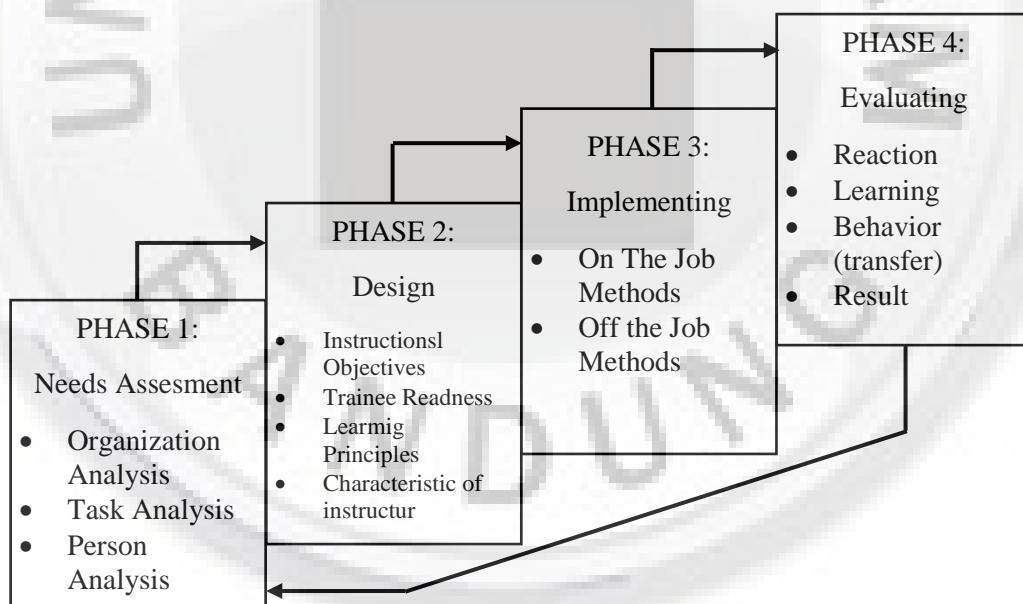 PHASE 1:
Needs Assesment
• Organization
Analysis
• Task Analysis
• Person
Analysis
PHASE 2:
Design
• Instructionsl
Objectives
• Trainee Readness
• Learmig
Principles
• Characteristic of
instructur
PHASE 3:
Implementing
• On The Job
Methods
• Off the Job
Methods
PHASE 4:
Evaluating
• Reaction
• Learning
• Behavior
(transfer)
• Result
BANDUNG